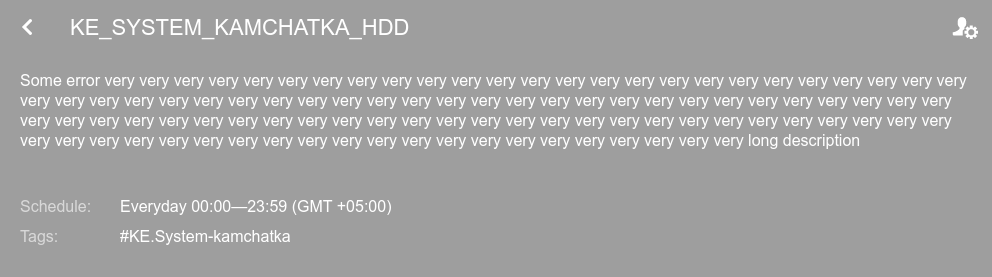 KE_SYSTEM_KAMCHATKA_HDD
Some error very very very very very very very very very very very very very very very very very very very very very very very very very
very very very very very very very very very very very very very very very very very very very very very very very very very very very
very very very very very very very very very very very very very very very very very very very very very very very very very very very
very very very very very very very very very very very very very very very very very very very very very long description
Schedule: Everyday 00:00—23:59 (GMT +05:00)
Tags: #KE.System-kamchatka